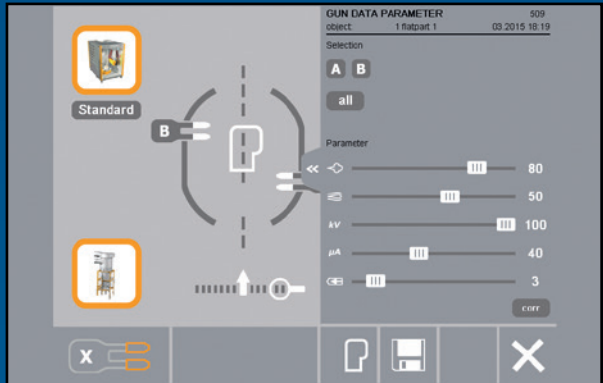 GUN DATA PARAMETER 509
object: 1 flatpart 1 03.2015 18:19
Selection
A B
all
Standard
B
Parameter
«
80
50
kV 100
µA 40
3
corr
X